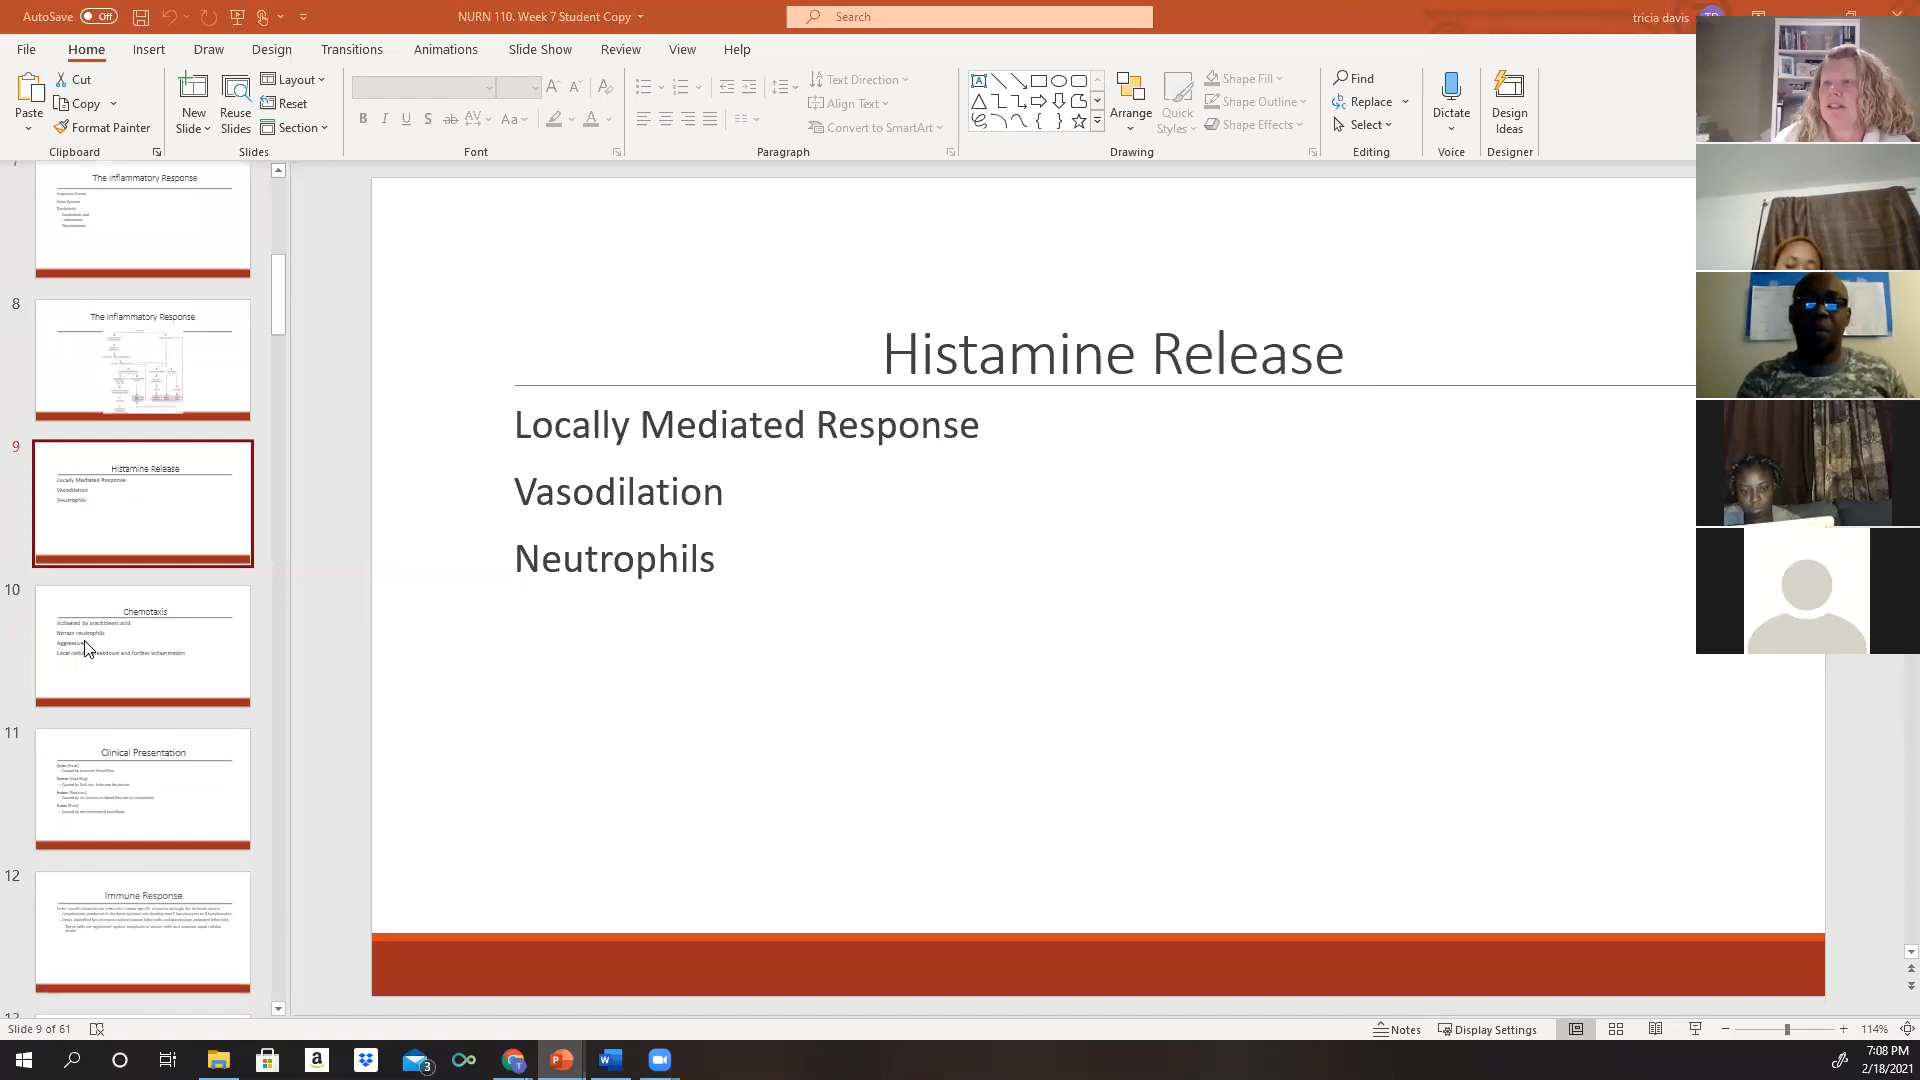 AutoSave Off
NURN 110. Week 7 Student Copy
Search
tricia davis
File Home Insert Draw Design Transitions Animations Slide Show Review View Help
Paste
Cut
Copy
Format Painter
Clipboard
New Slide
Reuse Slides
Layout
Reset
Section
Slides
Font
Text Direction
Align Text
Convert to SmartArt
Paragraph
Arrange
Quick Styles
Shape Fill
Shape Outline
Shape Effects
Drawing
Find
Replace
Select
Editing
Dictate
Voice
Design Ideas
Designer
The Inflammatory Response
8
The Inflammatory Response
9
Histamine Release
Locally Mediated Response
Vasodilation
Neutrophils
10
Chemotaxis
11
Clinical Presentation
12
Immune Response
Histamine Release
Locally Mediated Response
Vasodilation
Neutrophils
Slide 9 of 61
Notes
Display Settings
114%
3
7:08 PM
2/18/2021